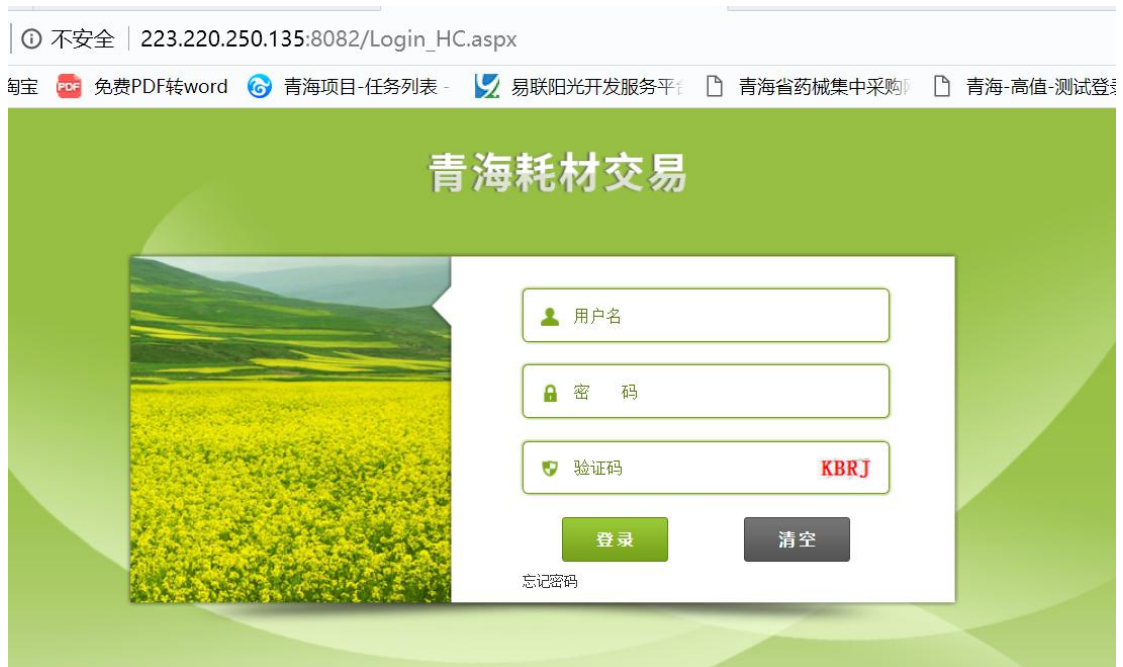 不安全 223.220.250.135:8082/Login_HC.aspx
淘宝 免费PDF转word 青海项目-任务列表 - 易联阳光开发服务平台 青海省药械集中采购网 青海-高值-测试登录
青海耗材交易
用户名
密 码
验证码 KBRJ
登录 清空
忘记密码